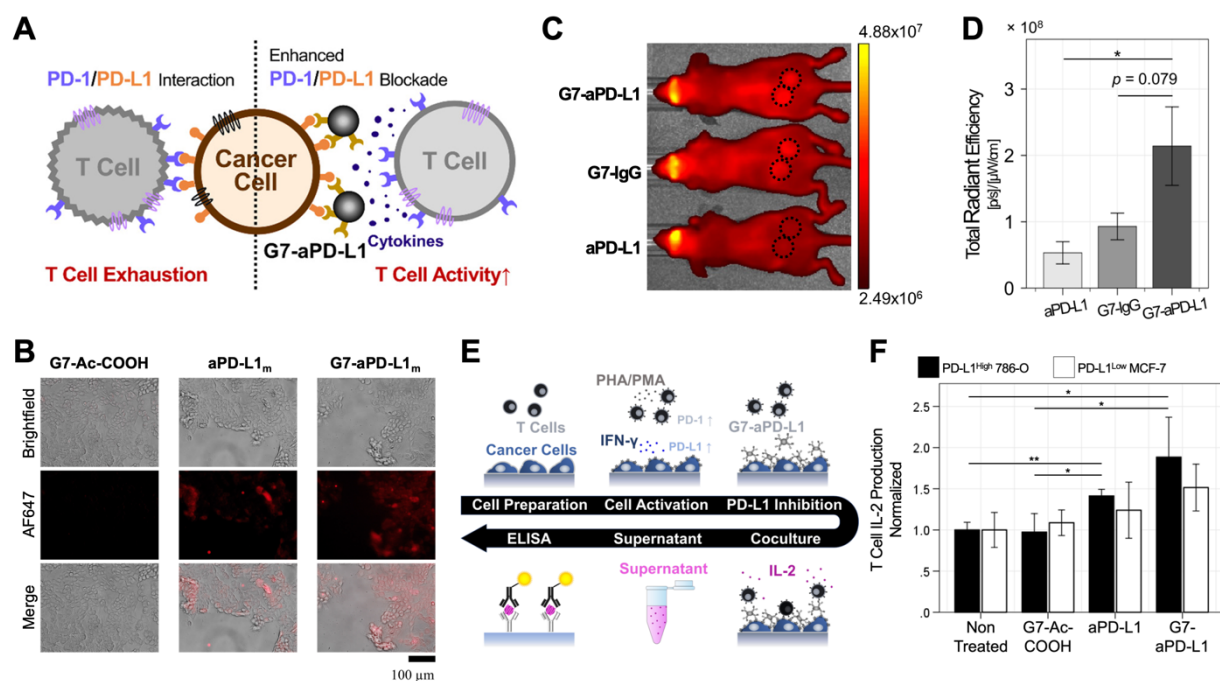 A
PD-1/PD-L1 Interaction
Enhanced
PD-1/PD-L1 Blockade
T Cell
Cancer
Cell
T Cell
G7-aPD-L1
Cytokines
T Cell Exhaustion
T Cell Activity↑
B
G7-Ac-COOH
aPD-L1m
G7-aPD-L1m
Brightfield
AF647
Merge
100 µm
C
G7-aPD-L1
G7-IgG
aPD-L1
4.88x10⁷
2.49x10⁶
D
× 10⁸
Total Radiant Efficiency
[p/s]/[µW/cm]
3
2
1
0
*
p = 0.079
aPD-L1
G7-IgG
G7-aPD-L1
E
T Cells
Cancer Cells
PHA/PMA
PD-1 ↑
IFN-γ
PD-L1 ↑
G7-aPD-L1
Cell Preparation
Cell Activation
PD-L1 Inhibition
ELISA
Supernatant
Coculture
Supernatant
IL-2
F
PD-L1High 786-O
PD-L1Low MCF-7
T Cell IL-2 Production
Normalized
2.5
2.0
1.5
1.0
.5
.0
*
*
**
*
Non
Treated
G7-Ac-
COOH
aPD-L1
G7-
aPD-L1